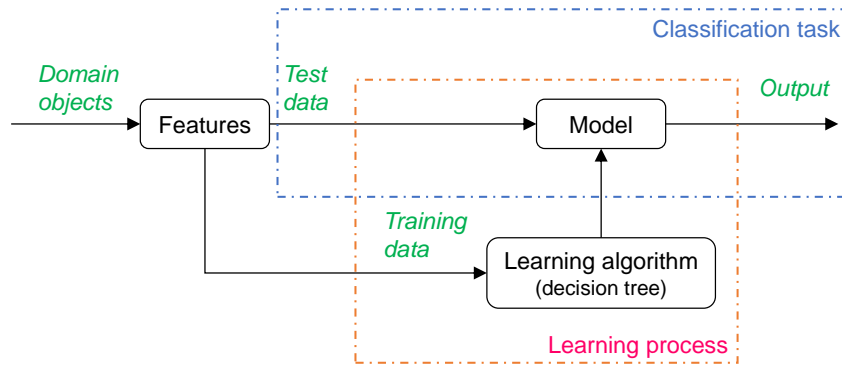 Classification task
Domain
objects
Test
data
Output
Features
Model
Training
data
Learning algorithm
(decision tree)
Learning process